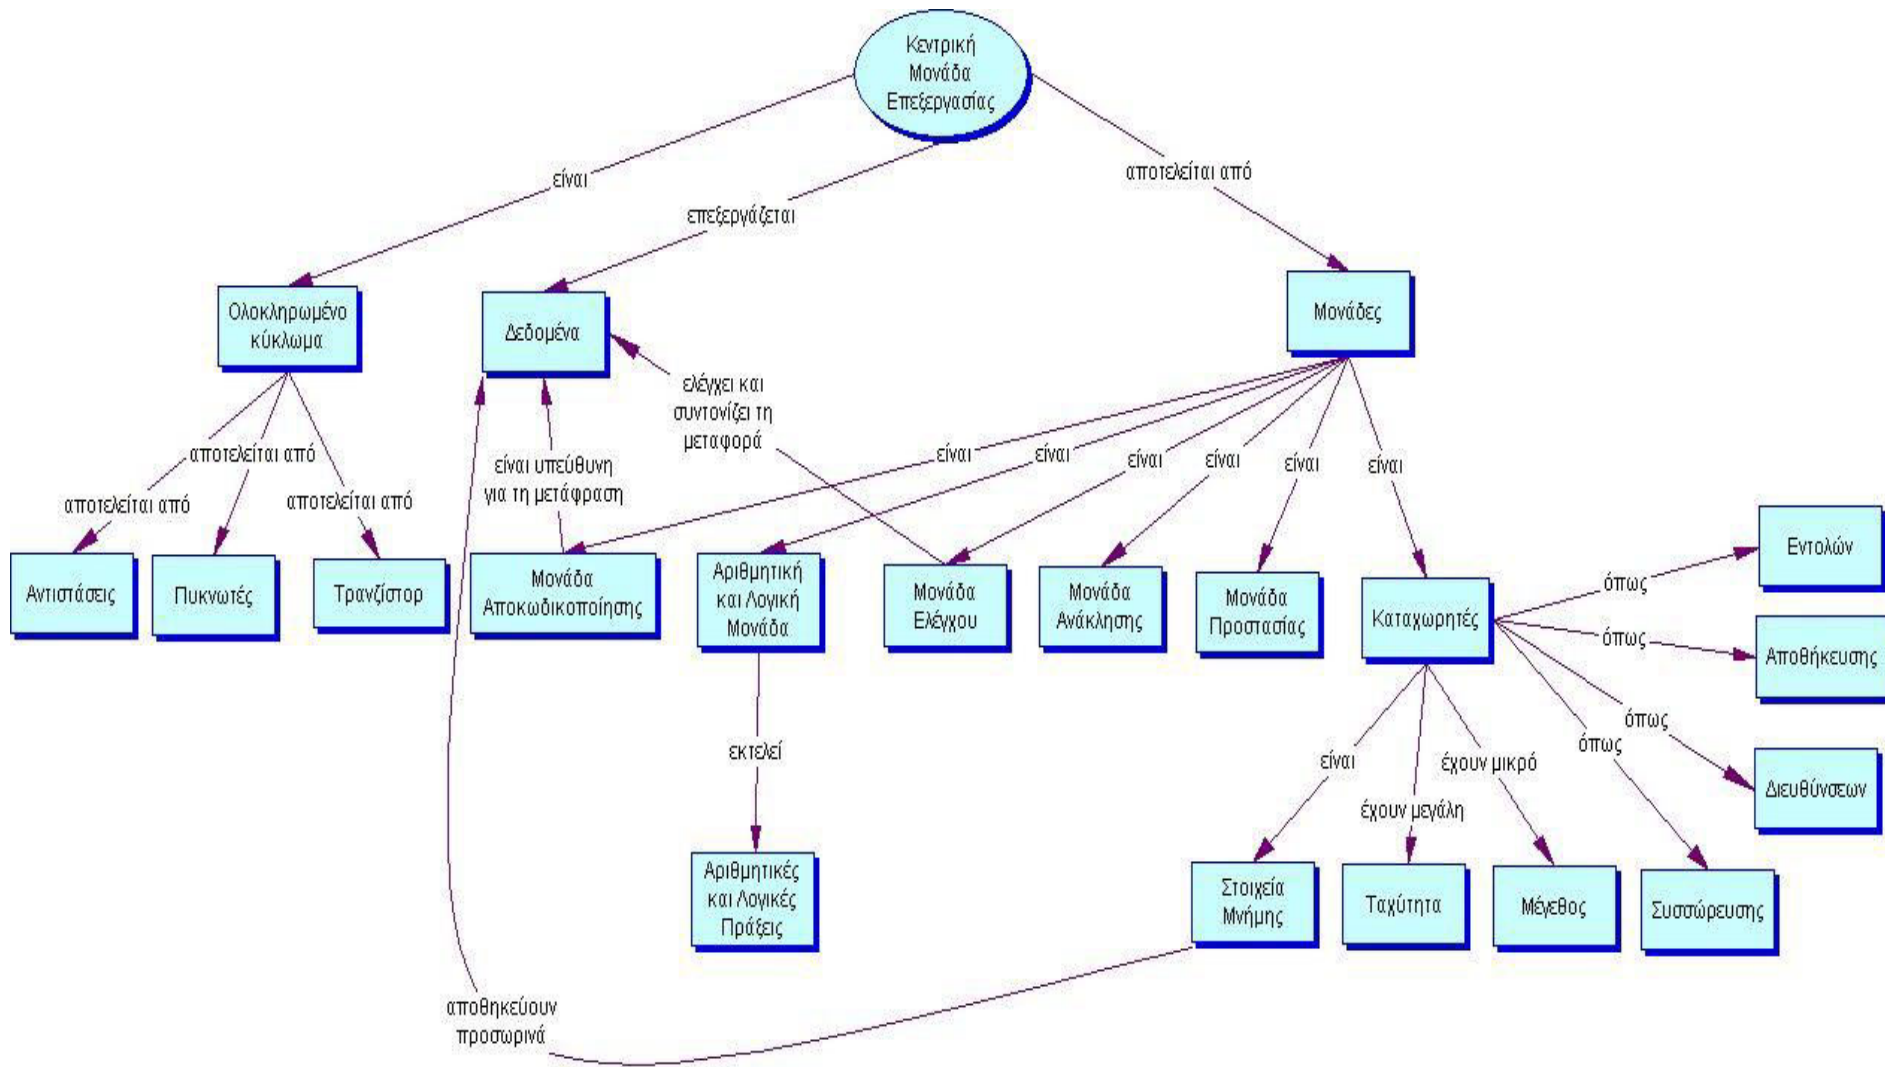 Κεντρική
Μονάδα
Επεξεργασίας
είναι
αποτελείται από
επεξεργάζεται
Ολοκληρωμένο
κύκλωμα
Δεδομένα
Μονάδες
ελέγχει και
συντονίζει τη
μεταφορά
αποτελείται από
αποτελείται από
αποτελείται από
είναι υπεύθυνη
για τη μετάφραση
είναι
είναι
είναι
είναι
είναι
είναι
Αντιστάσεις
Πυκνωτές
Τρανζίστορ
Μονάδα
Αποκωδικοποίησης
Αριθμητική
και Λογική
Μονάδα
Μονάδα
Ελέγχου
Μονάδα
Ανάκλησης
Μονάδα
Προστασίας
Καταχωρητές
όπως
όπως
όπως
όπως
Εντολών
Αποθήκευσης
Διευθύνσεων
εκτελεί
είναι
έχουν μεγάλη
έχουν μικρό
Αριθμητικές
και Λογικές
Πράξεις
Στοιχεία
Μνήμης
Ταχύτητα
Μέγεθος
Συσσώρευσης
αποθηκεύουν
προσωρινά